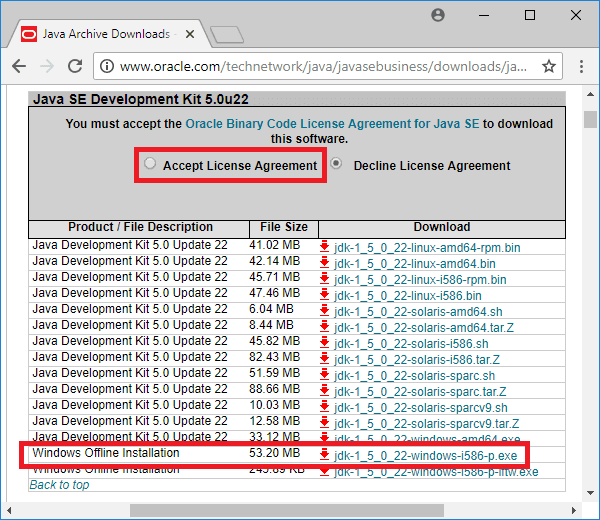 Java Archive Downloads -
www.oracle.com/technetwork/java/javasebusiness/downloads/ja...
Java SE Development Kit 5.0u22
You must accept the Oracle Binary Code License Agreement for Java SE to download
this software.
Accept License Agreement Decline License Agreement
Product / File Description File Size Download
Java Development Kit 5.0 Update 22 41.02 MB jdk-1_5_0_22-linux-amd64-rpm.bin
Java Development Kit 5.0 Update 22 42.14 MB jdk-1_5_0_22-linux-amd64.bin
Java Development Kit 5.0 Update 22 45.71 MB jdk-1_5_0_22-linux-i586-rpm.bin
Java Development Kit 5.0 Update 22 47.46 MB jdk-1_5_0_22-linux-i586.bin
Java Development Kit 5.0 Update 22 6.04 MB jdk-1_5_0_22-solaris-amd64.sh
Java Development Kit 5.0 Update 22 8.44 MB jdk-1_5_0_22-solaris-amd64.tar.Z
Java Development Kit 5.0 Update 22 45.82 MB jdk-1_5_0_22-solaris-i586.sh
Java Development Kit 5.0 Update 22 82.43 MB jdk-1_5_0_22-solaris-i586.tar.Z
Java Development Kit 5.0 Update 22 51.59 MB jdk-1_5_0_22-solaris-sparc.sh
Java Development Kit 5.0 Update 22 88.66 MB jdk-1_5_0_22-solaris-sparc.tar.Z
Java Development Kit 5.0 Update 22 10.03 MB jdk-1_5_0_22-solaris-sparcv9.sh
Java Development Kit 5.0 Update 22 12.58 MB jdk-1_5_0_22-solaris-sparcv9.tar.Z
Java Development Kit 5.0 Update 22 33.12 MB jdk-1_5_0_22-windows-amd64.exe
Windows Offline Installation 53.20 MB jdk-1_5_0_22-windows-i586-p.exe
Windows Online Installation 245.89 KB jdk-1_5_0_22-windows-i586-p-iftw.exe
Back to top